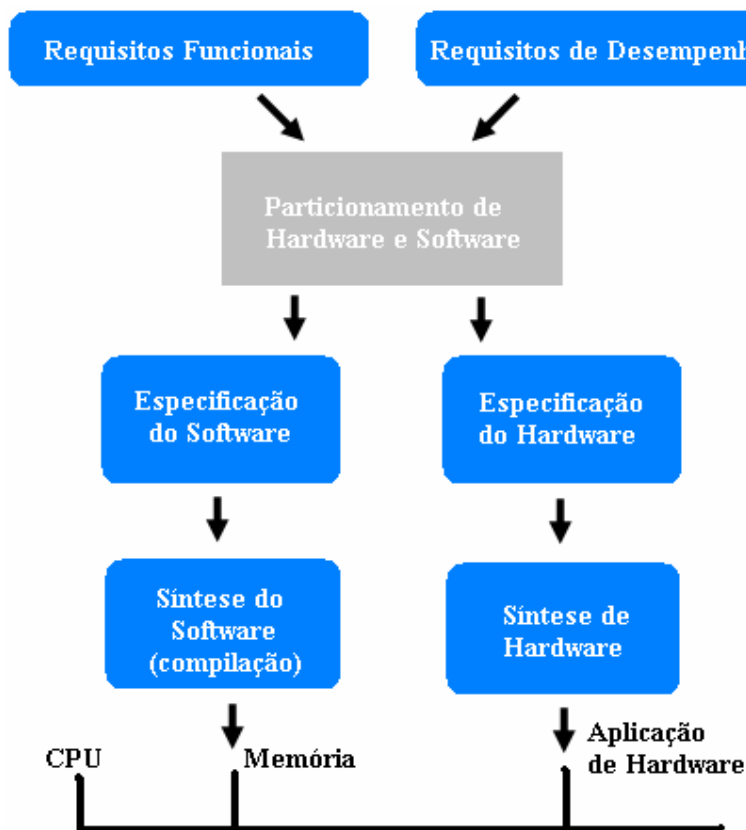 Requisitos Funcionais
Requisitos de Desempenh
Particionamento de
Hardware e Software
Especificação
do Software
Especificação
do Hardware
Síntese do
Software
(compilação)
Síntese de
Hardware
CPU
Memória
Aplicação
de Hardware